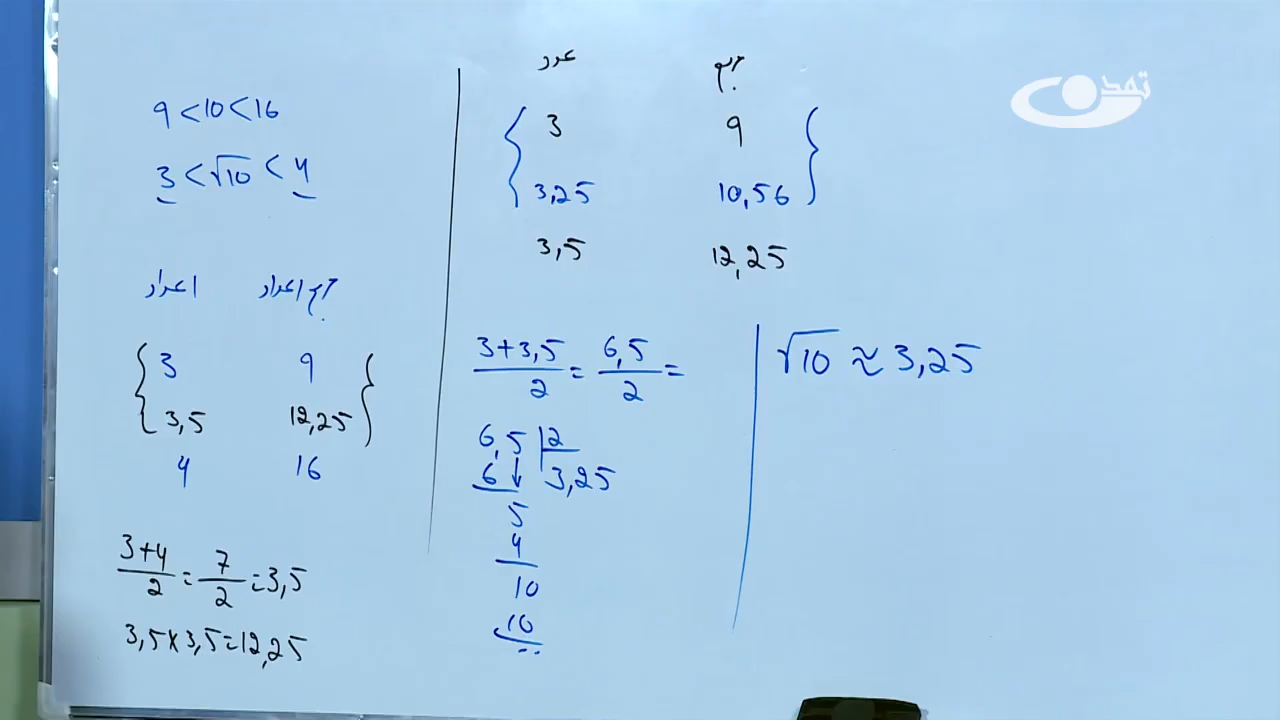 9 < 10 < 16
3 < √10 < 4
اعداد
3 9
3,5 12,25
4 16
3+4/2 = 7/2 = 3,5
3,5 × 3,5 = 12,25
عدد
3 9
3,25 10,56
3,5 12,25
3+3,5/2 = 6,5/2 =
6,5 | 2
6 3,25
5
4
10
10
..
√10 ≈ 3,25
تمدن